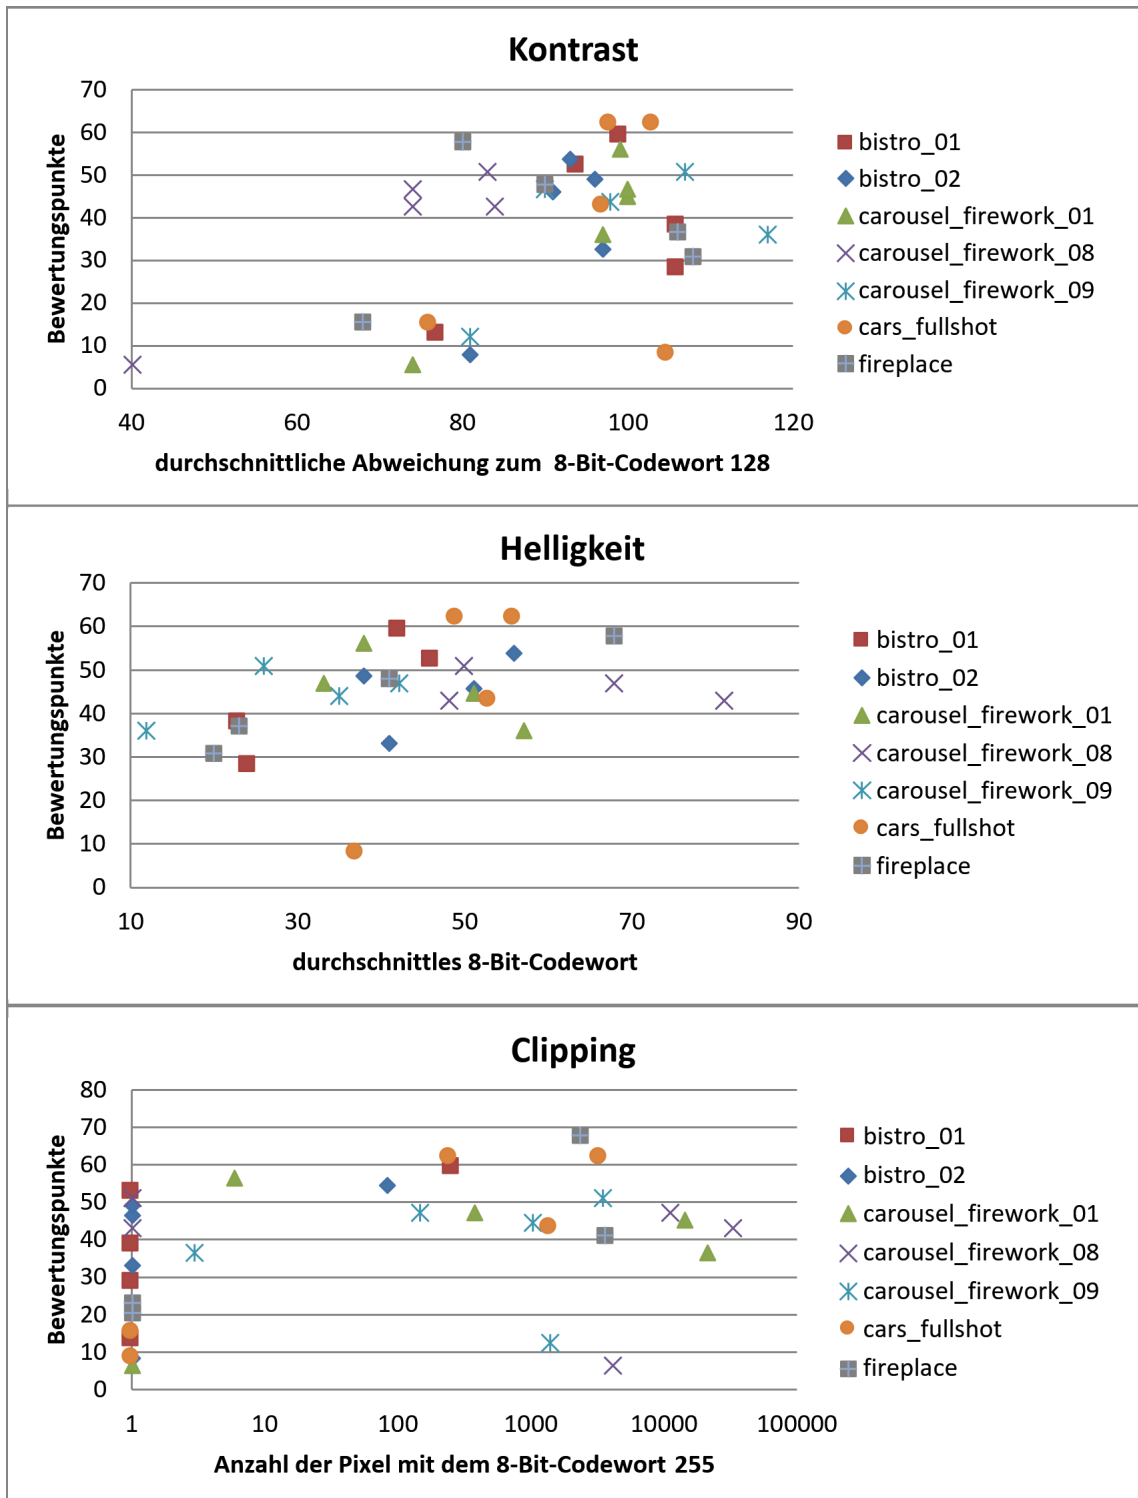 Kontrast
70
60
50
40
30
20
10
0
Bewertungspunkte
40 60 80 100 120
durchschnittliche Abweichung zum 8-Bit-Codewort 128
bistro_01
bistro_02
carousel_firework_01
carousel_firework_08
carousel_firework_09
cars_fullshot
fireplace
Helligkeit
70
60
50
40
30
20
10
0
Bewertungspunkte
10 30 50 70 90
durchschnittles 8-Bit-Codewort
bistro_01
bistro_02
carousel_firework_01
carousel_firework_08
carousel_firework_09
cars_fullshot
fireplace
Clipping
80
70
60
50
40
30
20
10
0
Bewertungspunkte
1 10 100 1000 10000 100000
Anzahl der Pixel mit dem 8-Bit-Codewort 255
bistro_01
bistro_02
carousel_firework_01
carousel_firework_08
carousel_firework_09
cars_fullshot
fireplace